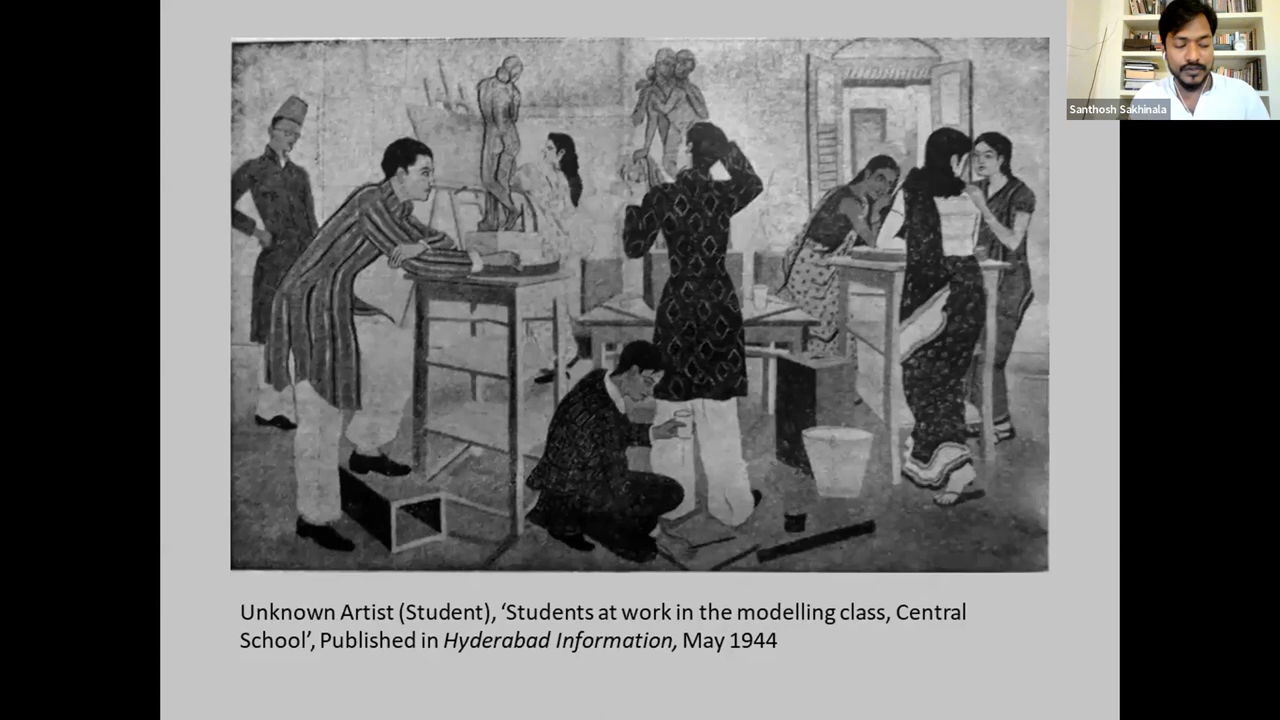 Santhosh Sakhinala
Unknown Artist (Student), ‘Students at work in the modelling class, Central
School’, Published in Hyderabad Information, May 1944